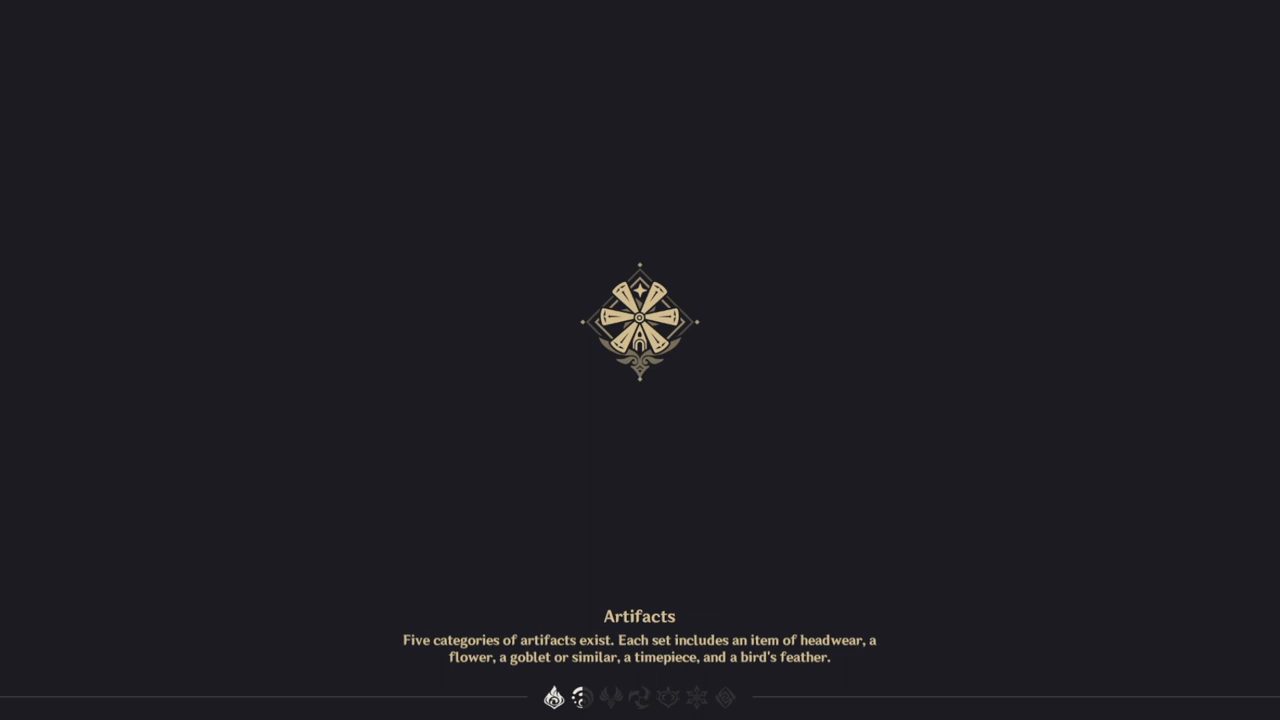 Artifacts
Five categories of artifacts exist. Each set includes an item of headwear, a
flower, a goblet or similar, a timepiece, and a bird's feather.